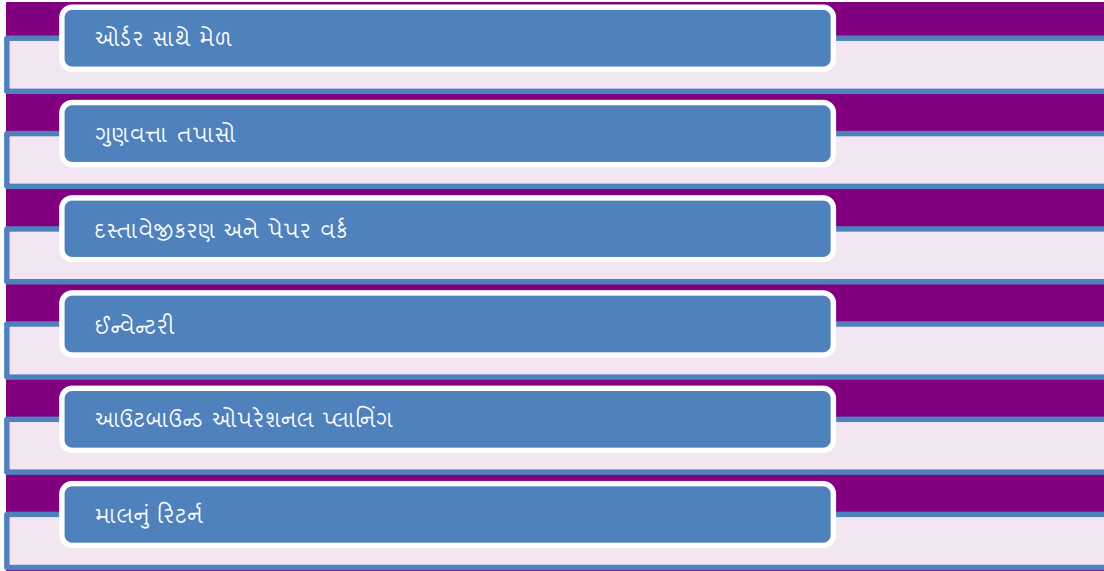 ઓર્ડર સાથે મેળ
ગુણવત્તા તપાસો
દસ્તાવેજીકરણ અને પેપર વર્ક
ઈન્વેન્ટરી
આઉટબાઉન્ડ ઓપરેશનલ પ્લાનિંગ
માલનું રિટર્ન